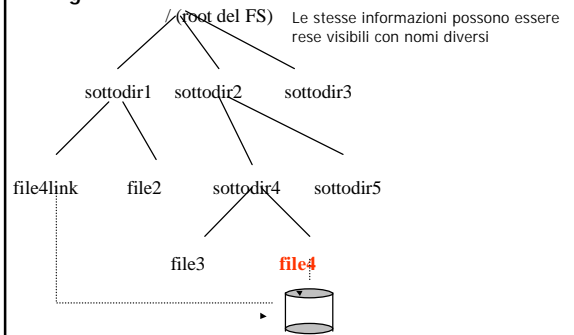 / (root del FS)
Le stesse informazioni possono essere
rese visibili con nomi diversi
sottodir1 sottodir2 sottodir3
file4link file2 sottodir4 sottodir5
file3 file4